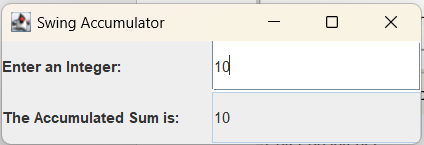 Swing Accumulator
Enter an Integer: 10
The Accumulated Sum is: 10